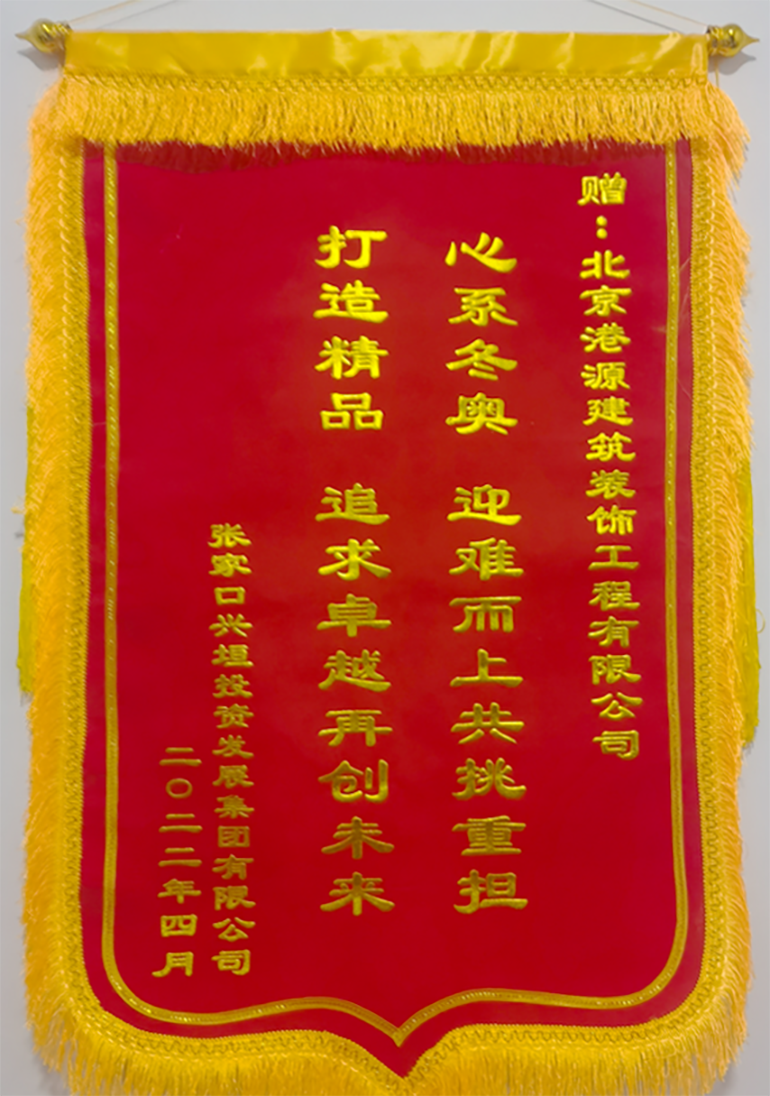 赠：北京港源建筑装饰工程有限公司
心系冬奥 迎难而上共挑重担
打造精品 追求卓越再创未来
张家口兴垣投资发展集团有限公司
二〇二二年四月